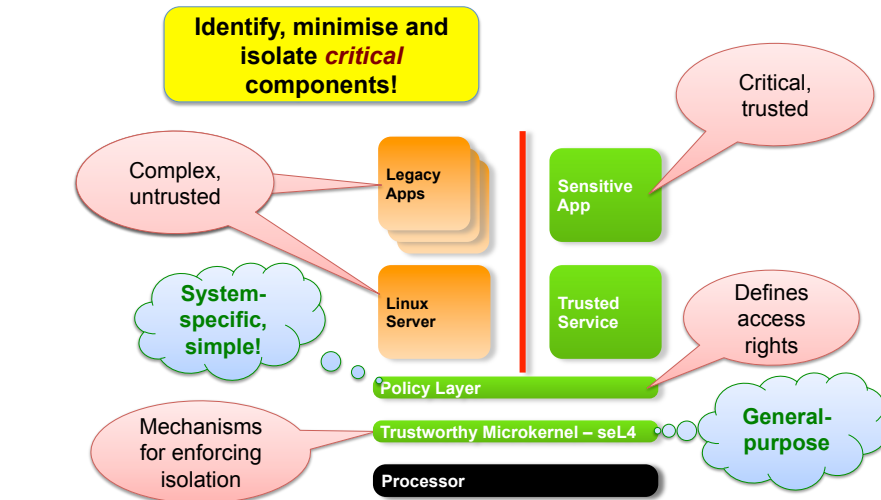 Identify, minimise and
isolate critical
components!
Critical,
trusted
Complex,
untrusted
Legacy
Apps
Sensitive
App
System-
specific,
simple!
Linux
Server
Trusted
Service
Defines
access
rights
Policy Layer
Mechanisms
for enforcing
isolation
Trustworthy Microkernel – seL4
General-
purpose
Processor